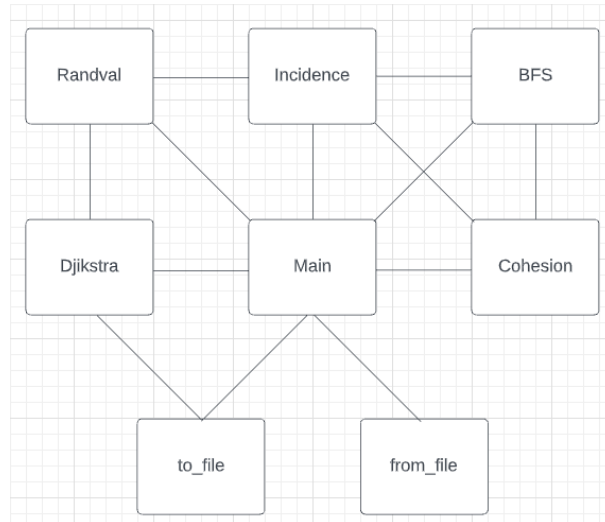 Randval
Incidence
BFS
Djikstra
Main
Cohesion
to_file
from_file